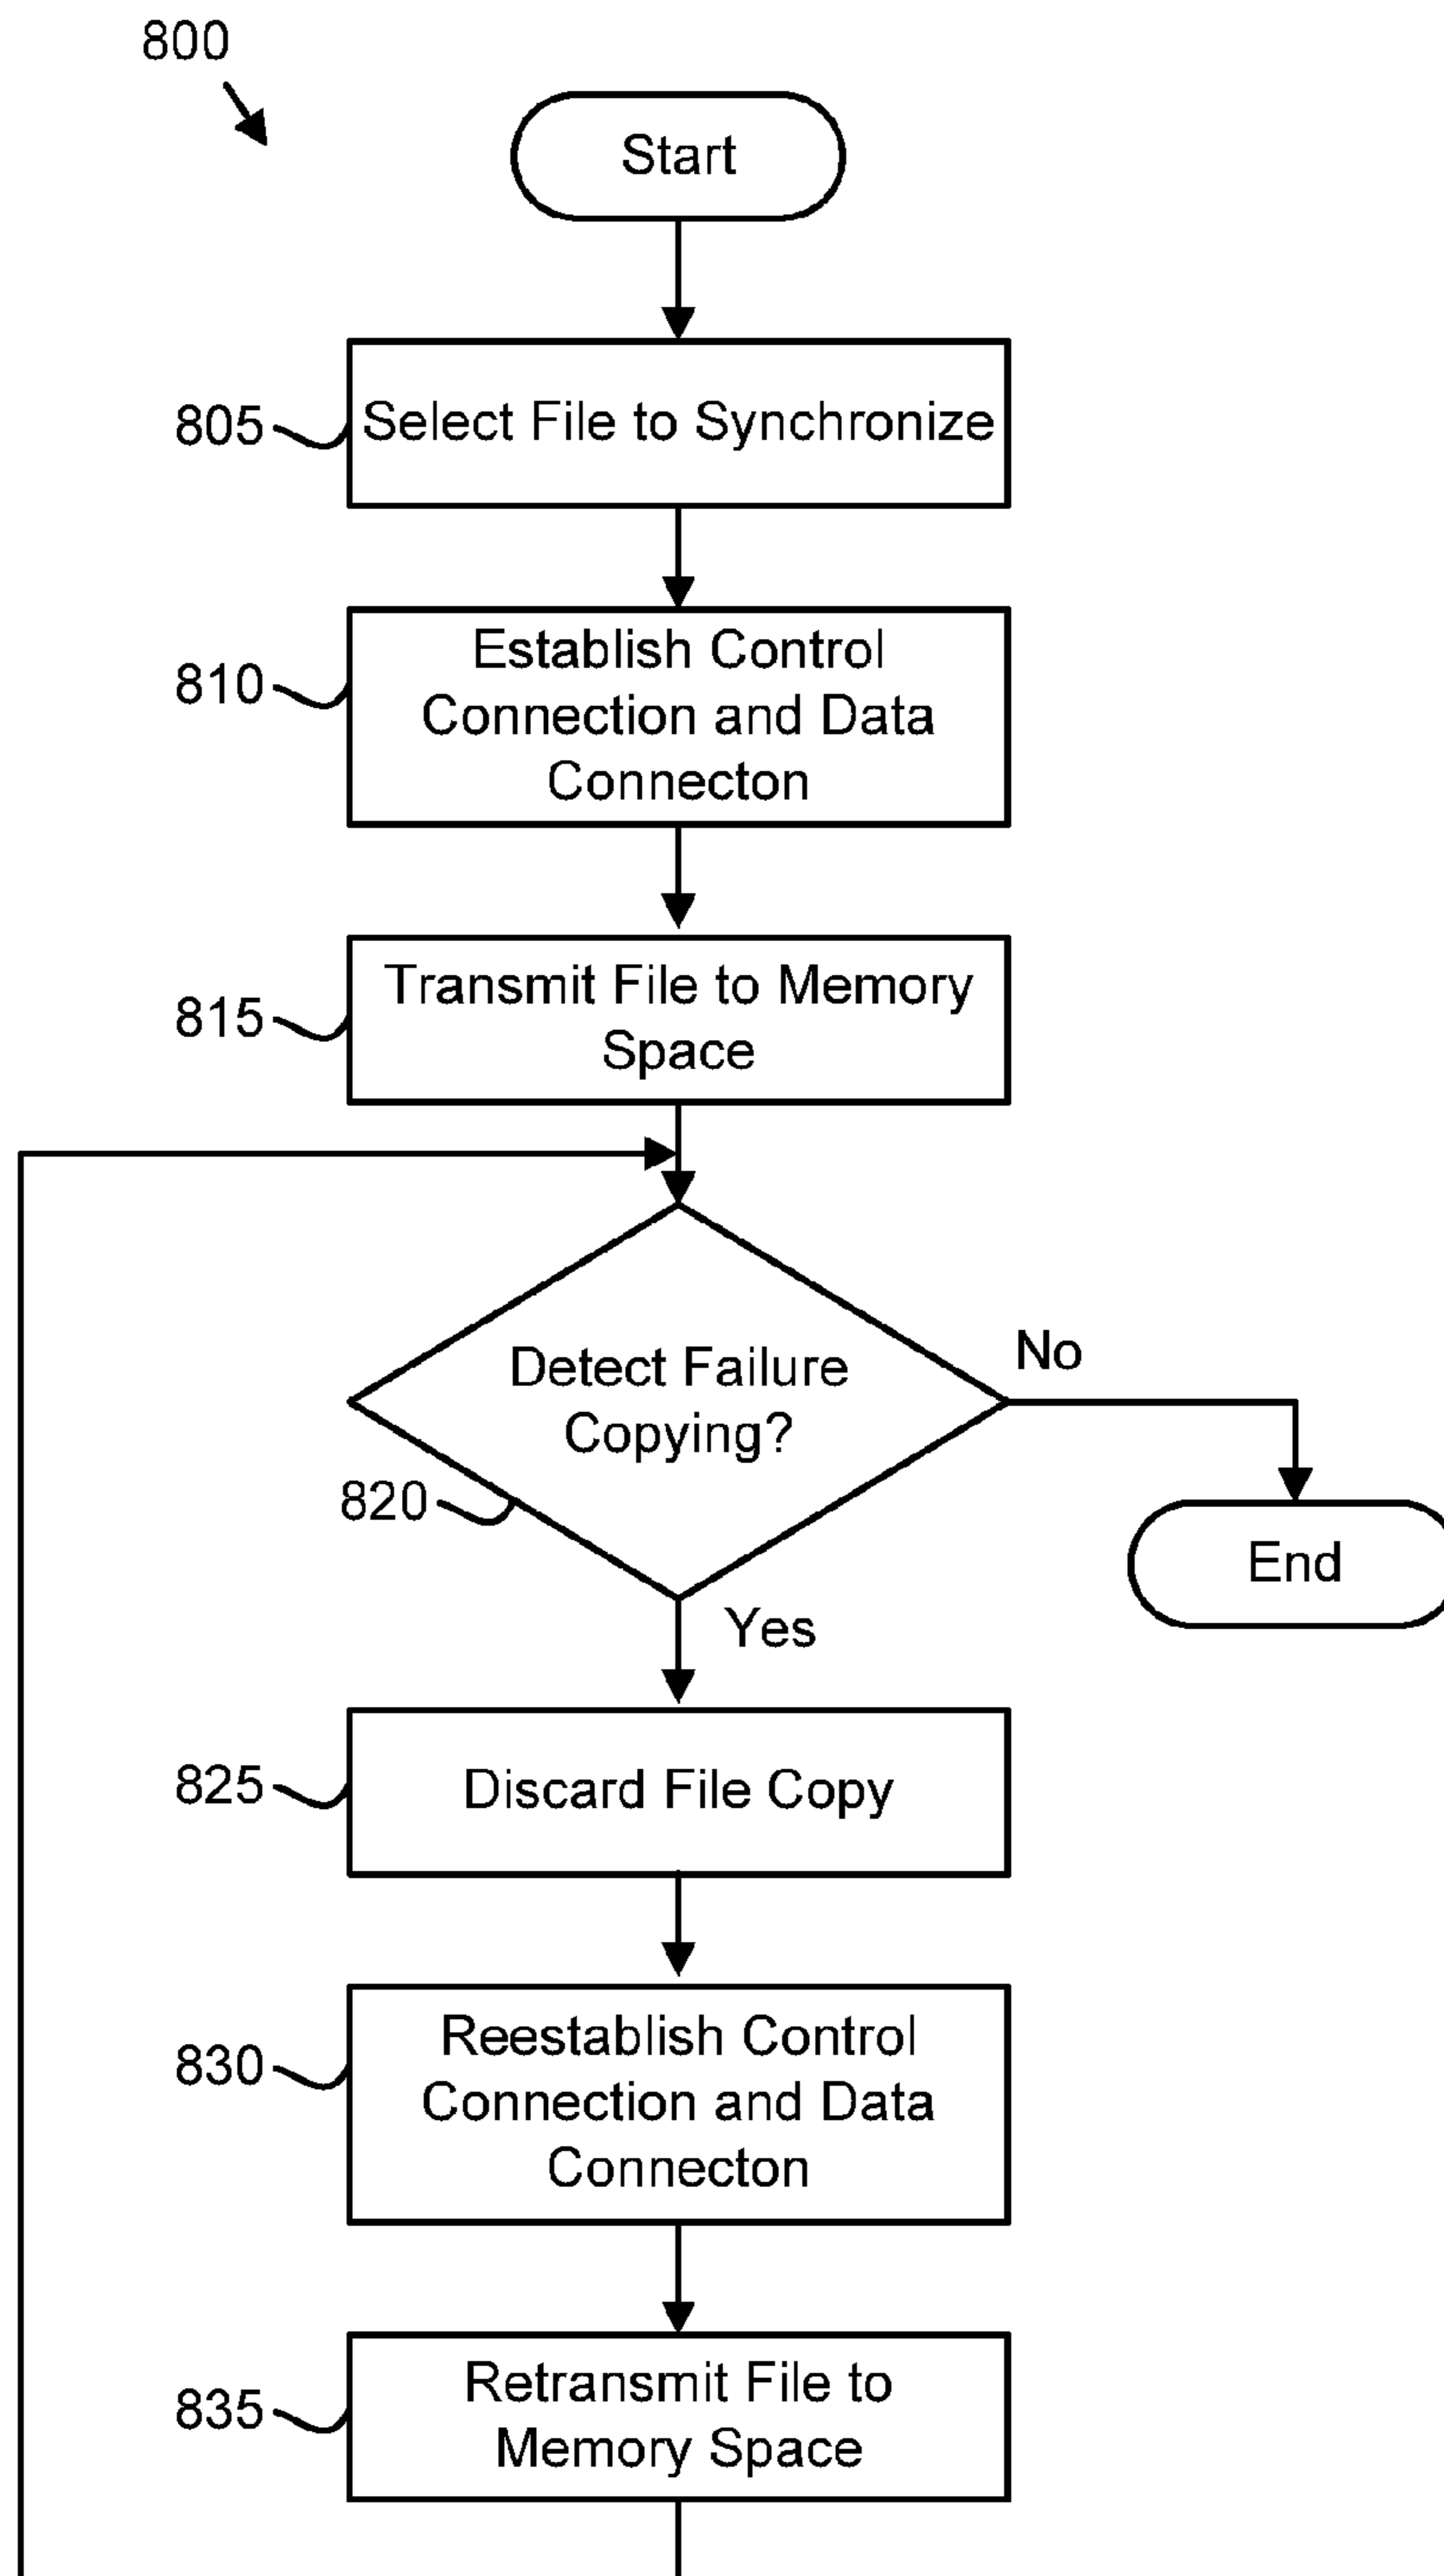 800
Start
805
Select File to Synchronize
810
Establish Control
Connection and Data
Connecton
815
Transmit File to Memory
Space
Detect Failure
Copying?
No
820
End
Yes
825
Discard File Copy
830
Reestablish Control
Connection and Data
Connecton
835
Retransmit File to
Memory Space